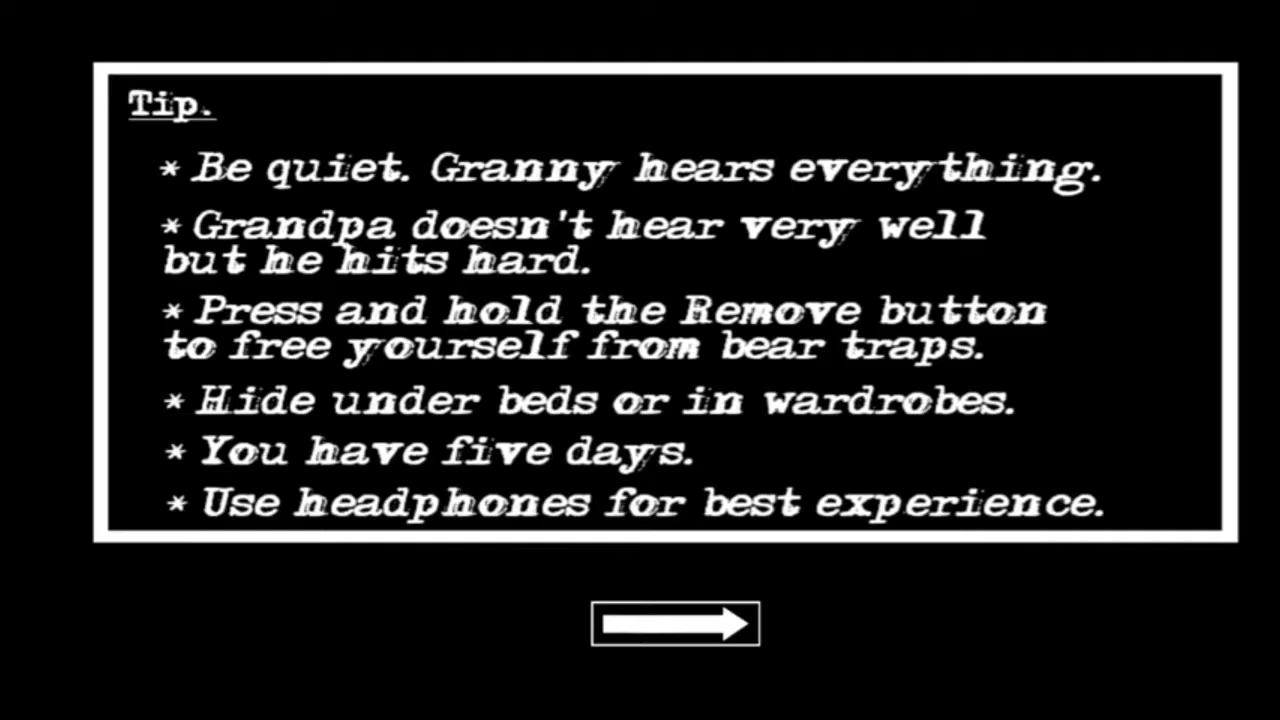 Tip.
* Be quiet. Granny hears everything.
* Grandpa doesn't hear very well
but he hits hard.
* Press and hold the Remove button
to free yourself from bear traps.
* Hide under beds or in wardrobes.
* You have five days.
* Use headphones for best experience.